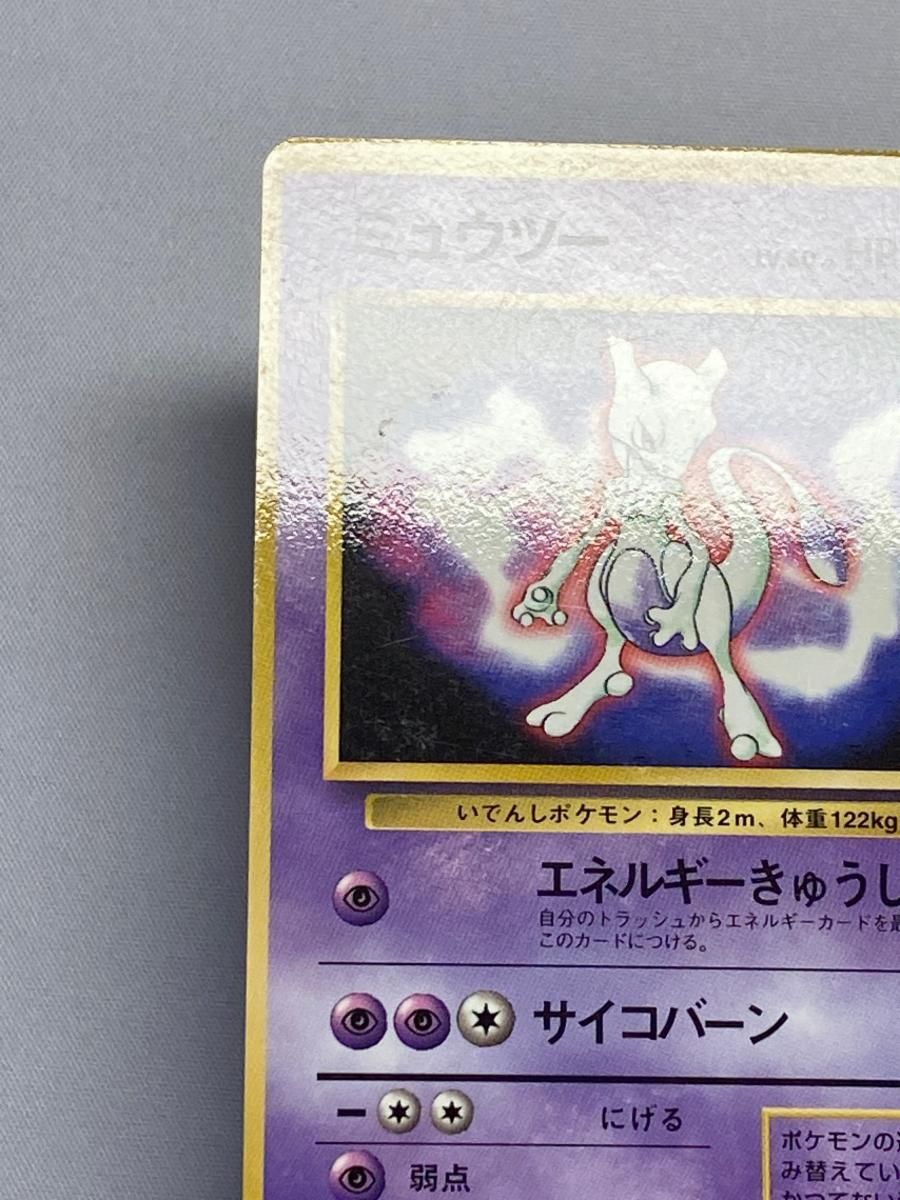 ミュウツー
LV.60 HP
いでんしポケモン：身長2m、体重122kg
エネルギーきゅうし
自分のトラッシュからエネルギーカードを最
このカードにつける。
サイコバーン
にげる
弱点
ポケモンの
み替えてい